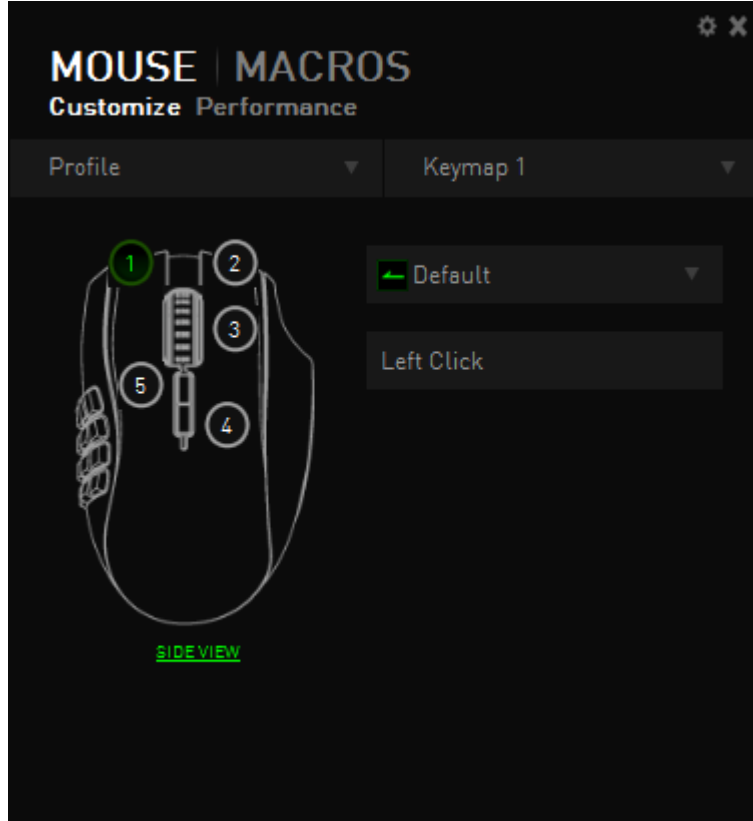 MOUSE | MACROS
Customize Performance
Profile Keymap 1
1 2
Default
3
Left Click
5
4
SIDE VIEW